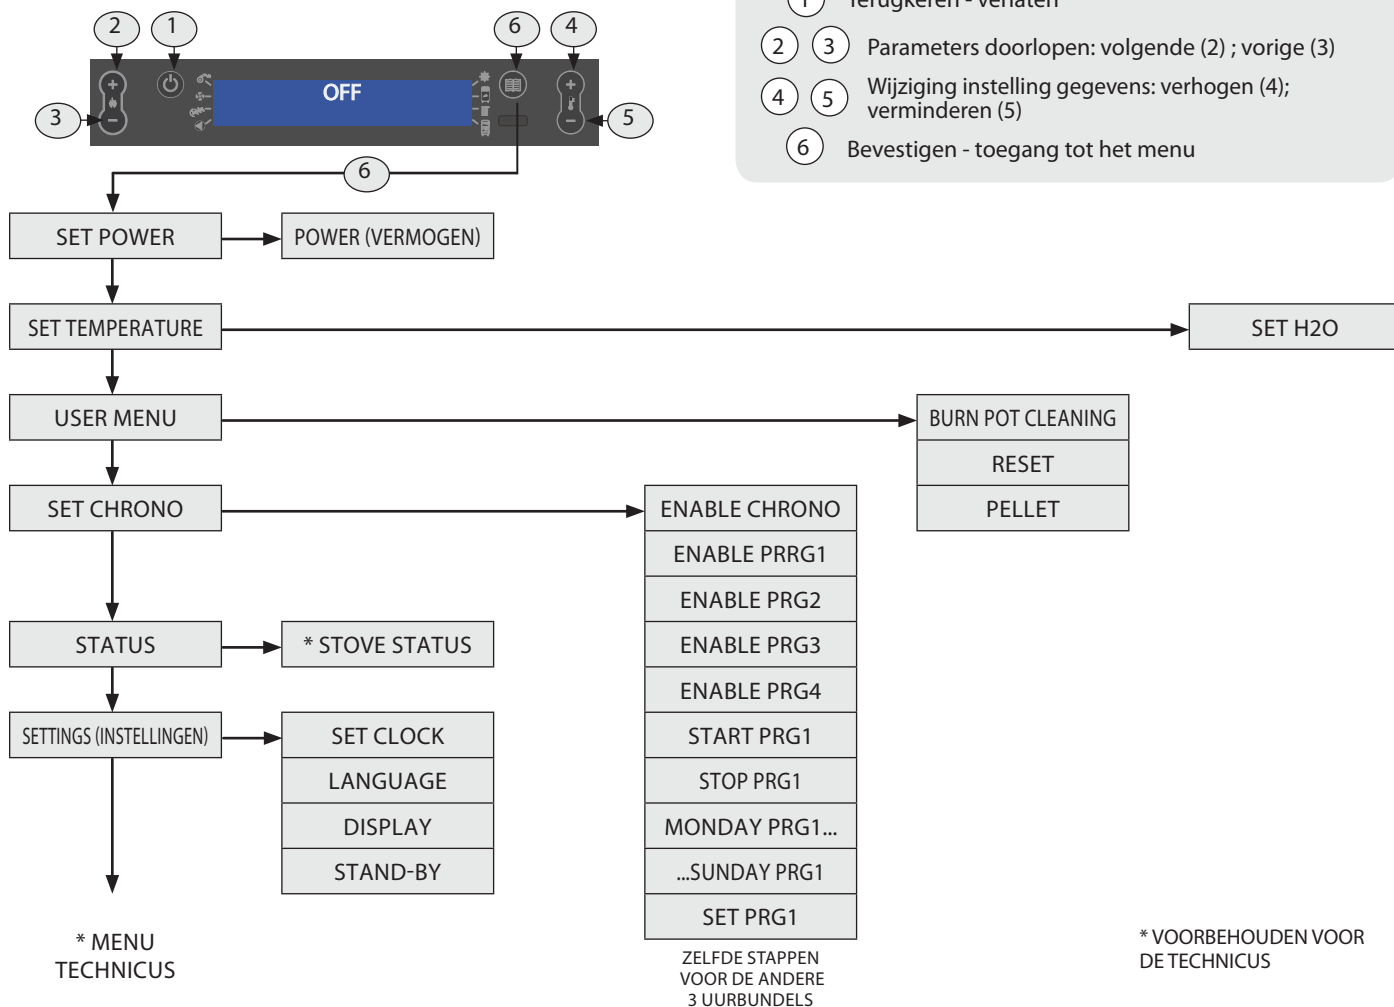 2
1
6
4
OFF
3
5
6
1 Terugkeren - verlaten
2 3 Parameters doorlopen: volgende (2) ; vorige (3)
4 5 Wijziging instelling gegevens: verhogen (4);
verminderen (5)
6 Bevestigen - toegang tot het menu
SET POWER
POWER (VERMOGEN)
SET TEMPERATURE
SET H2O
USER MENU
BURN POT CLEANING
RESET
PELLET
SET CHRONO
ENABLE CHRONO
ENABLE PRRG1
ENABLE PRG2
ENABLE PRG3
ENABLE PRG4
START PRG1
STOP PRG1
MONDAY PRG1...
...SUNDAY PRG1
SET PRG1
ZELFDE STAPPEN
VOOR DE ANDERE
3 UURBUNDELS
STATUS
* STOVE STATUS
SETTINGS (INSTELLINGEN)
SET CLOCK
LANGUAGE
DISPLAY
STAND-BY
* MENU
TECHNICUS
* VOORBEHOUDEN VOOR
DE TECHNICUS